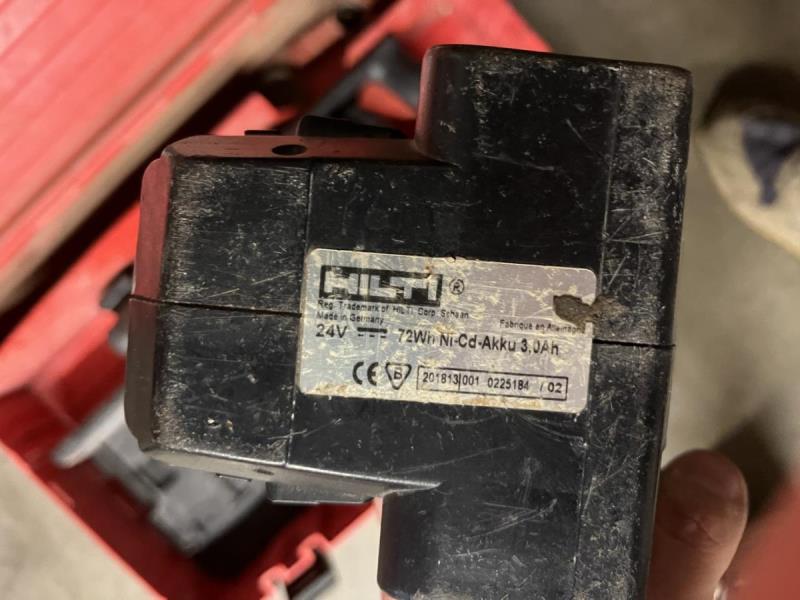 HILTI ®
Reg. Trademark of HILTI Corp. Schaan
Made in Germany Fabriqué en Allemagne
24V 72Wh Ni-Cd-Akku 3,0Ah
CE B 201813 001 0225184 / 02